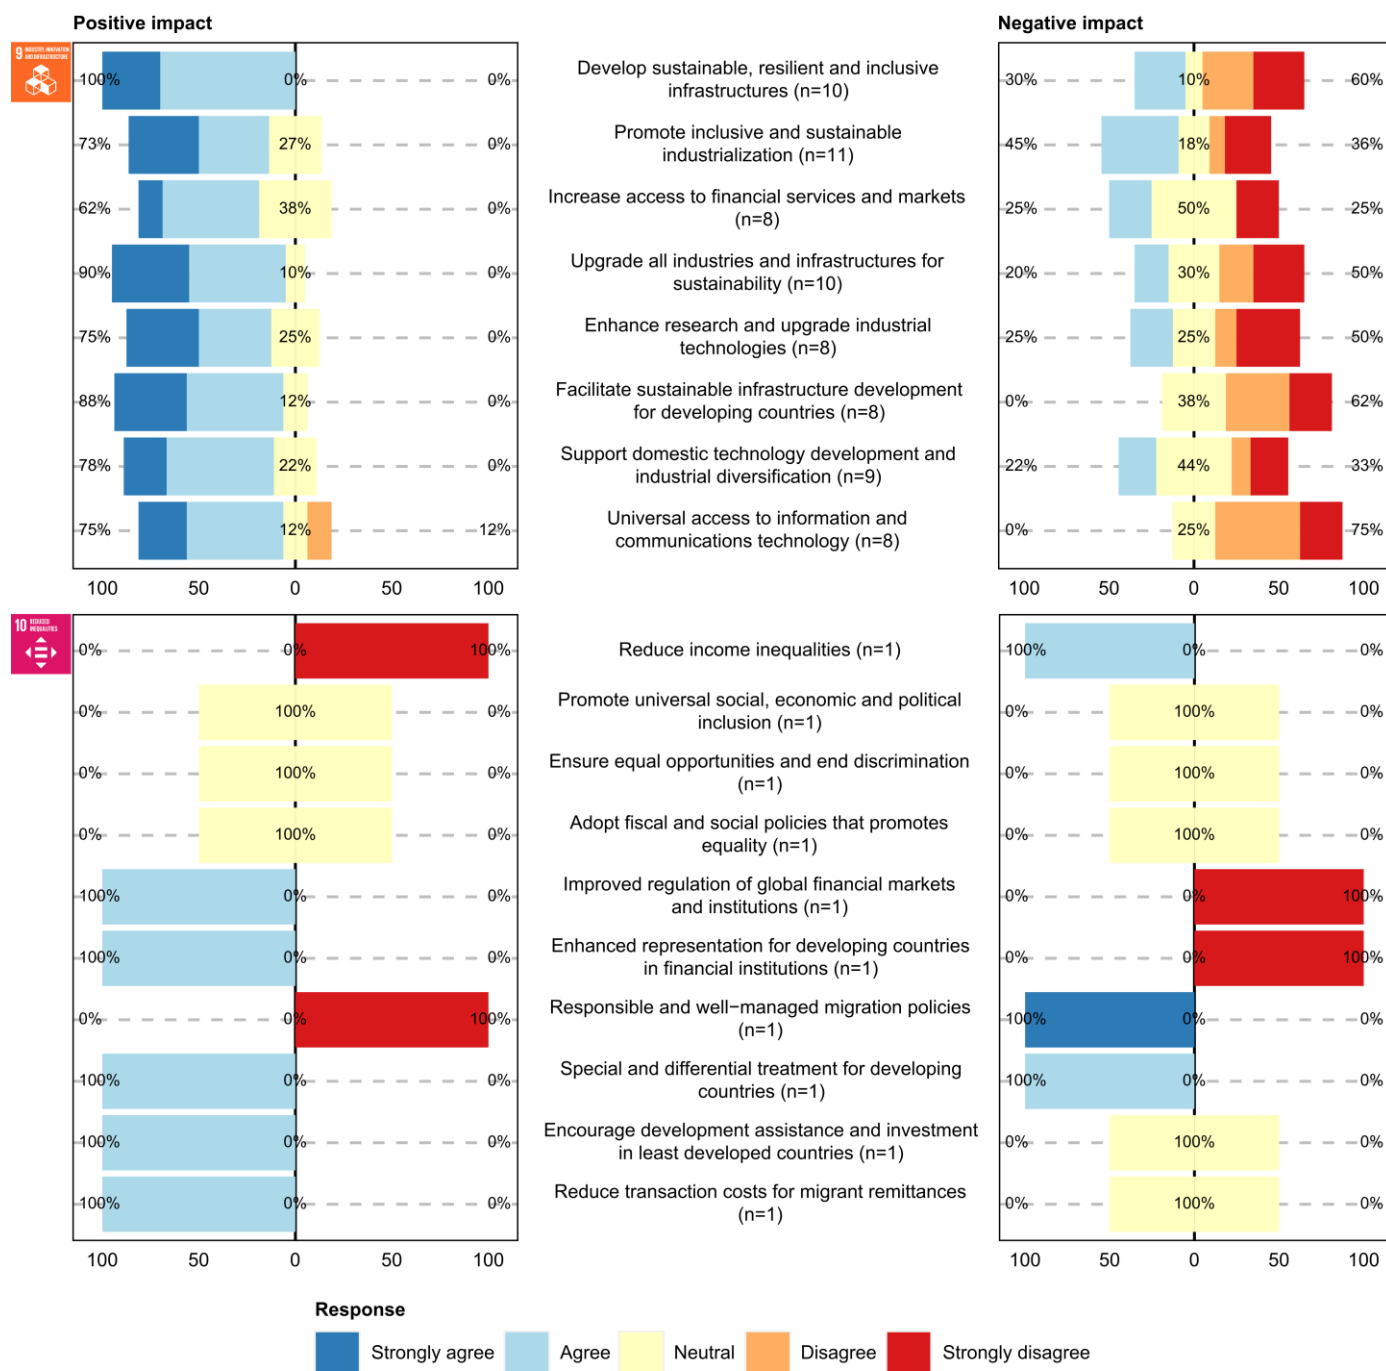 Positive impact
Negative impact
9 INDUSTRY, INNOVATION
AND INFRASTRUCTURE
100% 0% 0%
Develop sustainable, resilient and inclusive
infrastructures (n=10)
30% 10% 60%
73% 27% 0%
Promote inclusive and sustainable
industrialization (n=11)
45% 18% 36%
62% 38% 0%
Increase access to financial services and markets
(n=8)
25% 50% 25%
90% 10% 0%
Upgrade all industries and infrastructures for
sustainability (n=10)
20% 30% 50%
75% 25% 0%
Enhance research and upgrade industrial
technologies (n=8)
25% 25% 50%
88% 12% 0%
Facilitate sustainable infrastructure development
for developing countries (n=8)
0% 38% 62%
78% 22% 0%
Support domestic technology development and
industrial diversification (n=9)
22% 44% 33%
75% 12% 12%
Universal access to information and
communications technology (n=8)
0% 25% 75%
100 50 0 50 100
100 50 0 50 100
10 REDUCED
INEQUALITIES
0% 0% 100%
Reduce income inequalities (n=1)
100% 0% 0%
0% 100% 0%
Promote universal social, economic and political
inclusion (n=1)
0% 100% 0%
0% 100% 0%
Ensure equal opportunities and end discrimination
(n=1)
0% 100% 0%
0% 100% 0%
Adopt fiscal and social policies that promotes
equality (n=1)
0% 100% 0%
100% 0% 0%
Improved regulation of global financial markets
and institutions (n=1)
0% 0% 100%
100% 0% 0%
Enhanced representation for developing countries
in financial institutions (n=1)
0% 0% 100%
0% 0% 100%
Responsible and well−managed migration policies
(n=1)
100% 0% 0%
100% 0% 0%
Special and differential treatment for developing
countries (n=1)
100% 0% 0%
100% 0% 0%
Encourage development assistance and investment
in least developed countries (n=1)
0% 100% 0%
100% 0% 0%
Reduce transaction costs for migrant remittances
(n=1)
0% 100% 0%
100 50 0 50 100
100 50 0 50 100
Response
Strongly agree Agree Neutral Disagree Strongly disagree